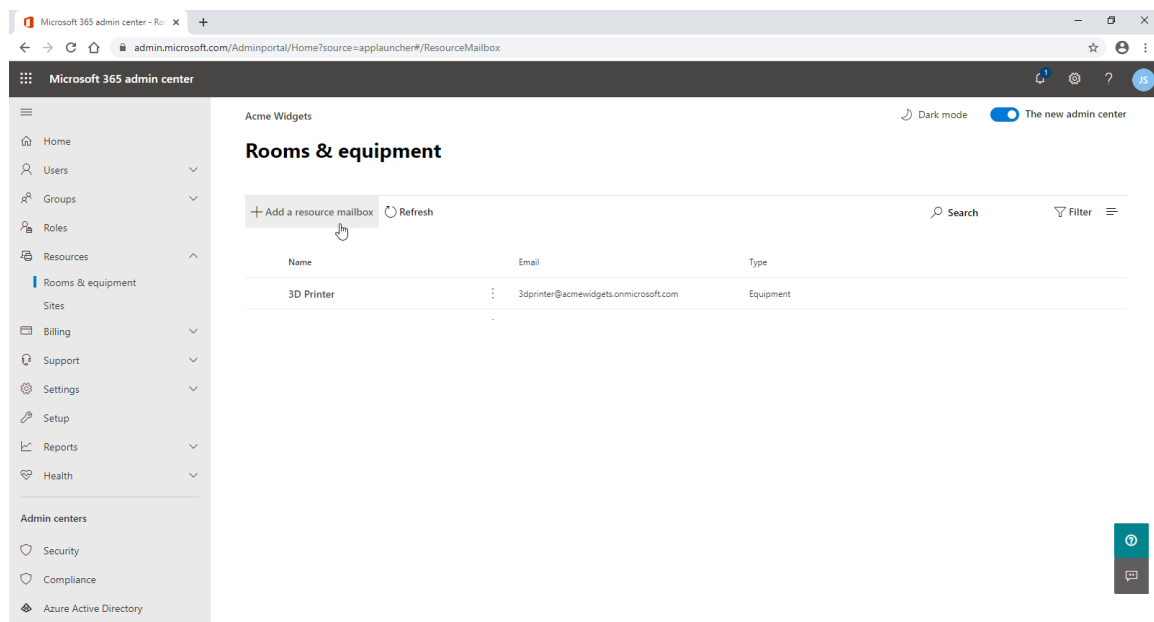 Microsoft 365 admin center - Ro
admin.microsoft.com/Adminportal/Home?source=applauncher#/ResourceMailbox
Microsoft 365 admin center
1
?
JS
Acme Widgets
Dark mode
The new admin center
Home
Rooms & equipment
Users
Groups
+ Add a resource mailbox
Refresh
Search
Filter
Roles
Resources
Name
Email
Type
Rooms & equipment
3D Printer
3dprinter@acmewidgets.onmicrosoft.com
Equipment
Sites
Billing
Support
Settings
Setup
Reports
Health
Admin centers
Security
Compliance
Azure Active Directory